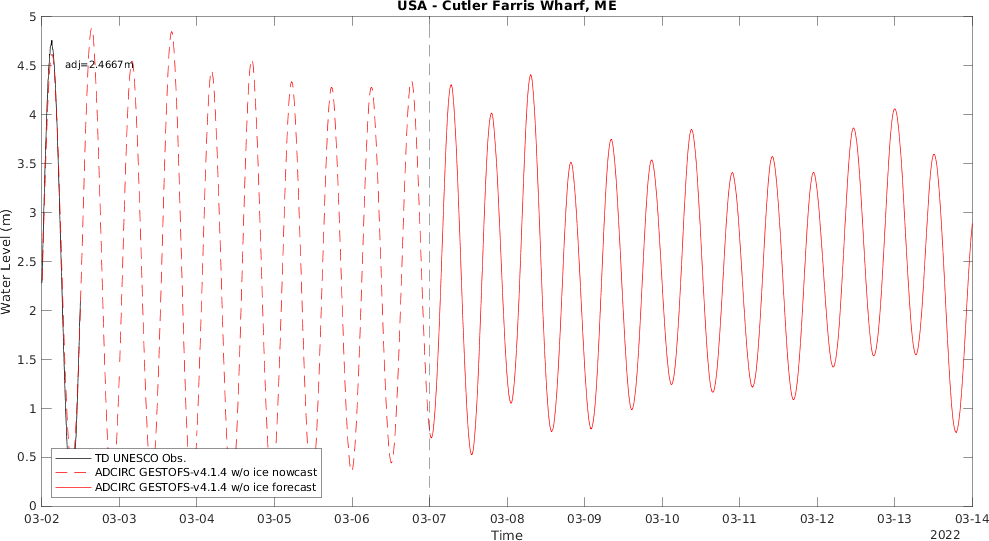 USA - Cutler Farris Wharf, ME
5
4.5
4
3.5
3
2.5
2
1.5
1
0.5
0
Water Level (m)
adj=2.4667m
TD UNESCO Obs.
ADCIRC GESTOFS-v4.1.4 w/o ice nowcast
ADCIRC GESTOFS-v4.1.4 w/o ice forecast
03-02 03-03 03-04 03-05 03-06 03-07 03-08 03-09 03-10 03-11 03-12 03-13 03-14
Time
2022